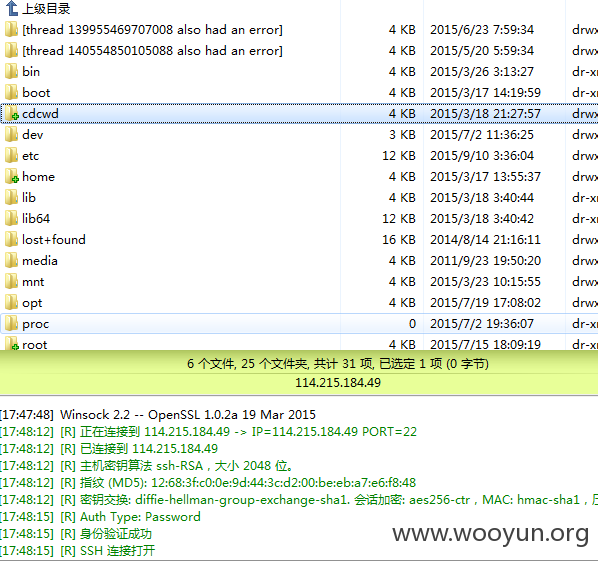 上级目录
[thread 139955469707008 also had an error] 4 KB 2015/6/23 7:59:34 drwx
[thread 140554850105088 also had an error] 4 KB 2015/5/20 5:59:34 drwx
bin 4 KB 2015/3/26 3:13:27 dr-xr
boot 4 KB 2015/3/17 14:19:59 dr-xr
cdcwd 4 KB 2015/3/18 21:27:57 drwx
dev 3 KB 2015/7/2 11:36:25 drwx
etc 12 KB 2015/9/10 3:36:04 drwx
home 4 KB 2015/3/17 13:55:37 drwx
lib 4 KB 2015/3/18 3:40:44 dr-xr
lib64 12 KB 2015/3/18 3:40:42 dr-xr
lost+found 16 KB 2014/8/14 21:16:11 drwx
media 4 KB 2011/9/23 19:50:20 drwx
mnt 4 KB 2015/3/23 10:15:55 drwx
opt 4 KB 2015/7/19 17:08:02 drwx
proc 0 2015/7/2 19:36:07 dr-xr
root 4 KB 2015/7/15 18:09:19 drwx
6 个文件, 25 个文件夹, 共计 31 项, 已选定 1 项 (0 字节)
114.215.184.49
[17:47:48] Winsock 2.2 -- OpenSSL 1.0.2a 19 Mar 2015
[17:48:12] [R] 正在连接到 114.215.184.49 -> IP=114.215.184.49 PORT=22
[17:48:12] [R] 已连接到 114.215.184.49
[17:48:12] [R] 主机密钥算法 ssh-RSA，大小 2048 位。
[17:48:12] [R] 指纹 (MD5): 12:68:3f:c0:0e:9d:44:3c:d2:00:be:eb:a7:e6:f8:48
[17:48:12] [R] 密钥交换: diffie-hellman-group-exchange-sha1. 会话加密: aes256-ctr，MAC: hmac-sha1，
[17:48:15] [R] Auth Type: Password
[17:48:15] [R] 身份验证成功
[17:48:15] [R] SSH 连接打开
www.wooyun.org